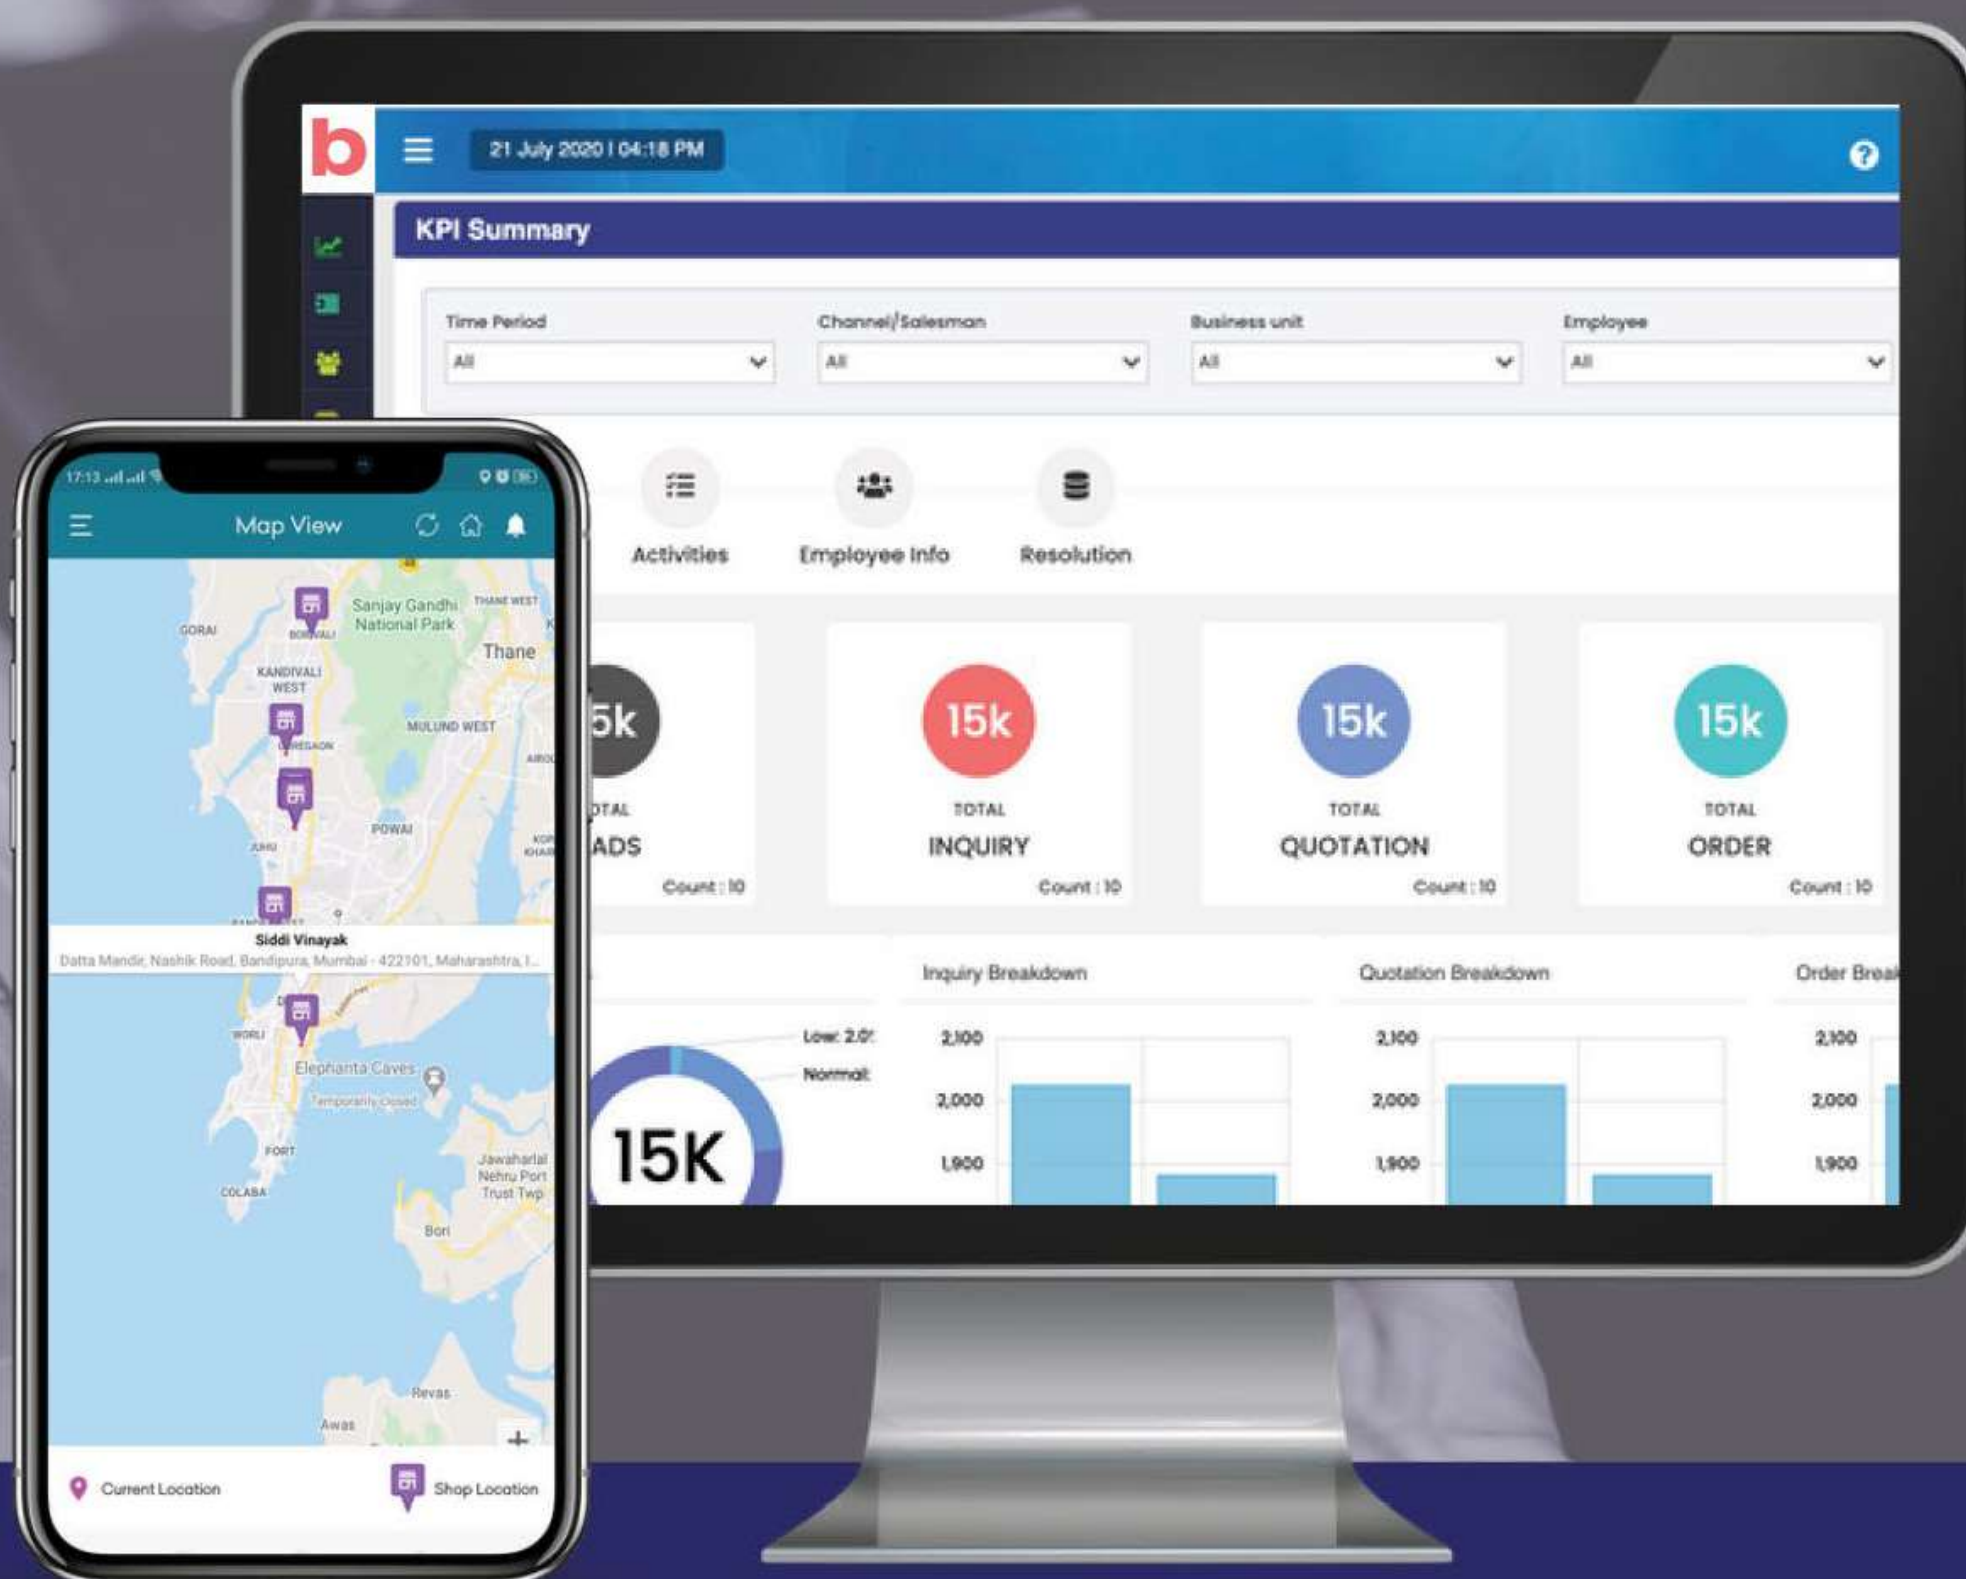 b
21 July 2020 | 04:18 PM
?
KPI Summary
Time Period
Channel/Salesman
Business unit
Employee
All
All
All
All
Activities
Employee Info
Resolution
5k
15k
15k
15k
OTAL
TOTAL
TOTAL
TOTAL
ADS
INQUIRY
QUOTATION
ORDER
Count : 10
Count : 10
Count : 10
Count : 10
Inquiry Breakdown
Quotation Breakdown
Order Break
Low: 2.0
Normal:
15K
2,100
2,000
1,900
2,100
2,000
1,900
2,100
2,000
1,900
17:13
Map View
GORAI
Sanjay Gandhi
National Park
THANE WEST
Thane
KANDIVALI
WEST
MULUND WEST
POWAI
JUHU
Siddi Vinayak
Datta Mandir, Nashik Road, Bandipura, Mumbai - 422101, Maharashtra, I...
WORLI
Elephanta Caves
Temporarily closed
FORT
COLABA
Jawaharlal
Nehru Port
Trust Twp
Bori
Revas
Awas
+
Current Location
Shop Location